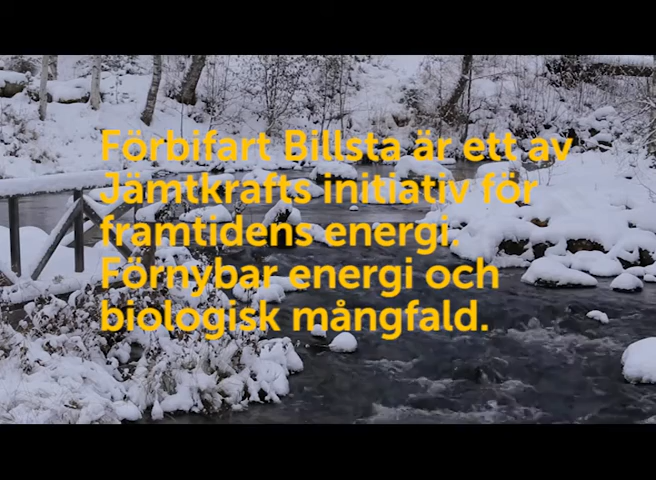 Förbifart Billsta är ett av
Jämtkrafts initiativ för
framtidens energi.
Förnybar energi och
biologisk mångfald.